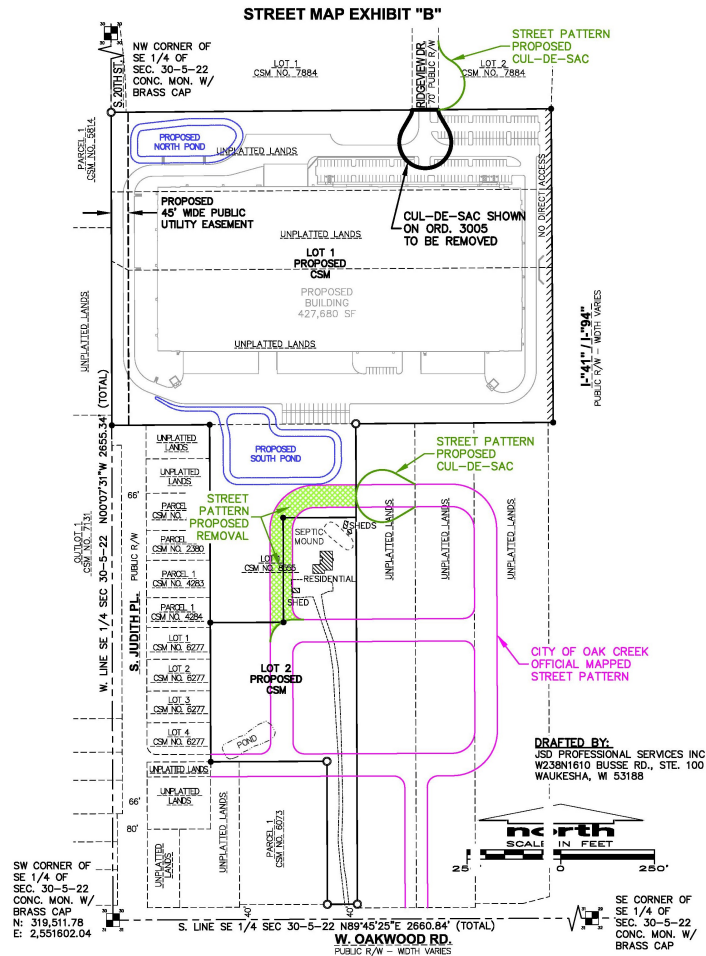 STREET MAP EXHIBIT "B"
NW CORNER OF
SE 1/4 OF
SEC. 30-5-22
CONC. MON. W/
BRASS CAP
S. 20TH ST.
LOT 1
CSM NO. 7884
RIDGEVIEW DR.
70' PUBLIC R/W
LOT 2
CSM NO. 7884
STREET PATTERN
PROPOSED
CUL-DE-SAC
PARCEL 1
CSM NO. 5814
PROPOSED
NORTH POND
UNPLATTED LANDS
PROPOSED
45' WIDE PUBLIC
UTILITY EASEMENT
CUL-DE-SAC SHOWN
ON ORD. 3005
TO BE REMOVED
NO DIRECT ACCESS
UNPLATTED LANDS
LOT 1
PROPOSED
CSM
PROPOSED
BUILDING
427,680 SF
UNPLATTED LANDS
UNPLATTED LANDS
I-"41" / I-"94"
PUBLIC R/W - WIDTH VARIES
W. LINE SE 1/4 SEC 30-5-22 N00°07'31"W 2655.34' (TOTAL)
UNPLATTED
LANDS
PROPOSED
SOUTH POND
STREET PATTERN
PROPOSED
CUL-DE-SAC
UNPLATTED
LANDS
66'
STREET
PATTERN
PROPOSED
REMOVAL
PARCEL
CSM NO.
OUTLOT 1
CSM NO. 7131
PUBLIC R/W
S. JUDITH PL.
PARCEL
CSM NO. 2380
SEPTIC
MOUND
SHEDS
UNPLATTED LANDS
UNPLATTED LANDS
UNPLATTED LANDS
LOT 1
CSM NO.
PARCEL 1
CSM NO. 4283
RESIDENTIAL
SHED
PARCEL 1
CSM NO. 4284
LOT 1
CSM NO. 6277
LOT 2
CSM NO. 6277
LOT 2
PROPOSED
CSM
CITY OF OAK CREEK
OFFICIAL MAPPED
STREET PATTERN
LOT 3
CSM NO. 6277
LOT 4
CSM NO. 6277
POND
UNPLATTED LANDS
DRAFTED BY:
JSD PROFESSIONAL SERVICES INC
W238N1610 BUSSE RD., STE. 100
WAUKESHA, WI 53188
66'
UNPLATTED
LANDS
80'
UNPLATTED
LANDS
UNPLATTED LANDS
PARCEL 1
CSM NO. 6073
north
SCALE IN FEET
25
0
250'
SW CORNER OF
SE 1/4 OF
SEC. 30-5-22
CONC. MON. W/
BRASS CAP
N: 319,511.78
E: 2,551602.04
40'
40'
S. LINE SE 1/4 SEC 30-5-22 N89°45'25"E 2660.84' (TOTAL)
W. OAKWOOD RD.
PUBLIC R/W - WIDTH VARIES
SE CORNER OF
SE 1/4 OF
SEC. 30-5-22
CONC. MON. W/
BRASS CAP